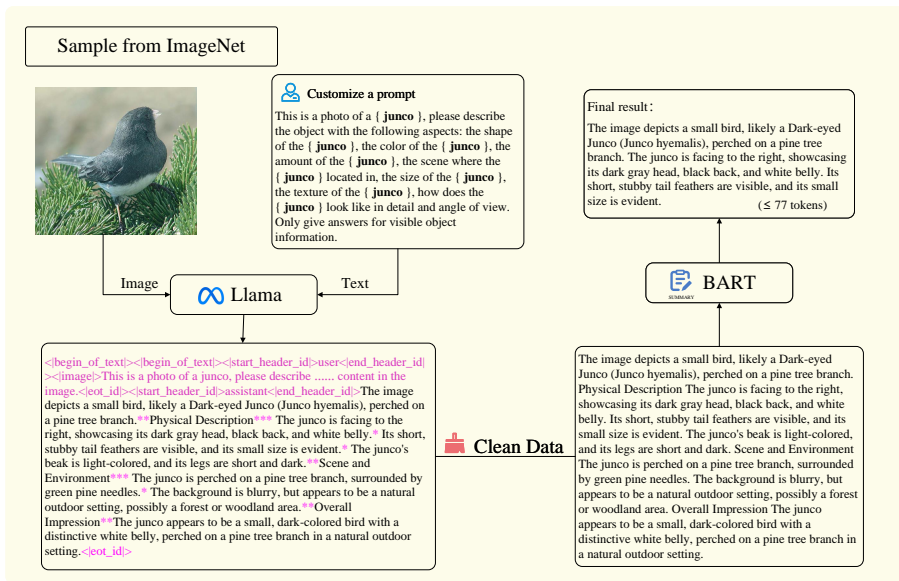 Sample from ImageNet
Customize a prompt
This is a photo of a { junco }, please describe
the object with the following aspects: the shape
of the { junco }, the color of the { junco }, the
amount of the { junco }, the scene where the
{ junco } located in, the size of the { junco },
the texture of the { junco }, how does the
{ junco } look like in detail and angle of view.
Only give answers for visible object
information.
Image
Text
Llama
<|begin_of_text|><|begin_of_text|><|start_header_id|>user<|end_header_id|
><|image|>This is a photo of a junco, please describe ...... content in the
image.<|eot_id|><|start_header_id|>assistant<|end_header_id|>The image
depicts a small bird, likely a Dark-eyed Junco (Junco hyemalis), perched on
a pine tree branch.**Physical Description*** The junco is facing to the
right, showcasing its dark gray head, black back, and white belly.* Its short,
stubby tail feathers are visible, and its small size is evident.* The junco's
beak is light-colored, and its legs are short and dark.**Scene and
Environment*** The junco is perched on a pine tree branch, surrounded by
green pine needles.* The background is blurry, but appears to be a natural
outdoor setting, possibly a forest or woodland area.**Overall
Impression**The junco appears to be a small, dark-colored bird with a
distinctive white belly, perched on a pine tree branch in a natural outdoor
setting.<|eot_id|>
Clean Data
The image depicts a small bird, likely a Dark-eyed
Junco (Junco hyemalis), perched on a pine tree branch.
Physical Description The junco is facing to the right,
showcasing its dark gray head, black back, and white
belly. Its short, stubby tail feathers are visible, and its
small size is evident. The junco's beak is light-colored,
and its legs are short and dark. Scene and Environment
The junco is perched on a pine tree branch, surrounded
by green pine needles. The background is blurry, but
appears to be a natural outdoor setting, possibly a forest
or woodland area. Overall Impression The junco
appears to be a small, dark-colored bird with a
distinctive white belly, perched on a pine tree branch in
a natural outdoor setting.
SUMMARY
BART
Final result：
The image depicts a small bird, likely a Dark-eyed
Junco (Junco hyemalis), perched on a pine tree
branch. The junco is facing to the right, showcasing
its dark gray head, black back, and white belly. Its
short, stubby tail feathers are visible, and its small
size is evident.
(≤ 77 tokens)